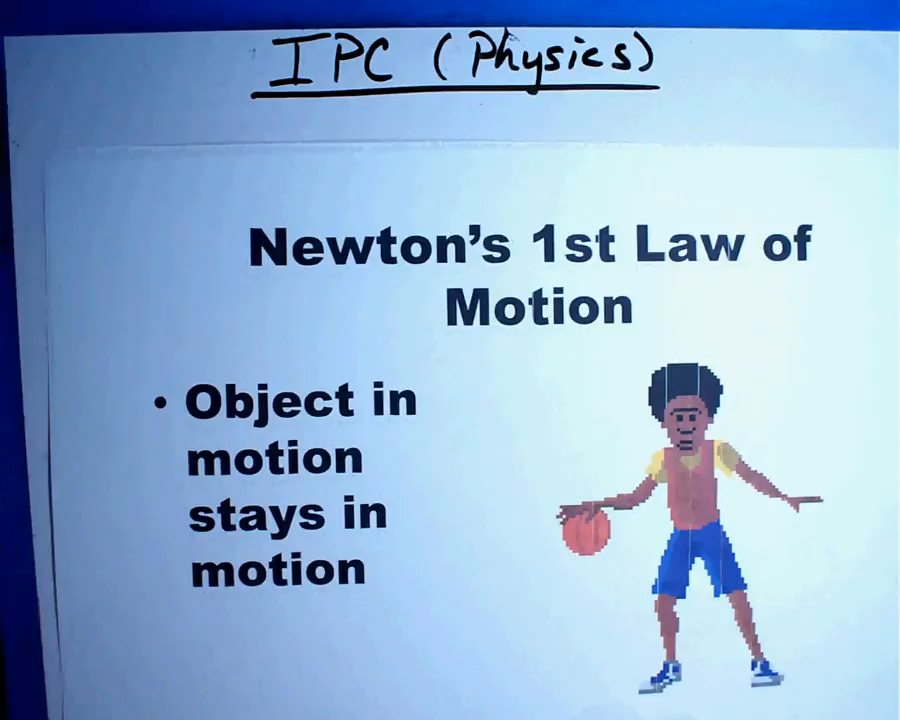 IPC (Physics)
Newton's 1st Law of
Motion
• Object in
motion
stays in
motion